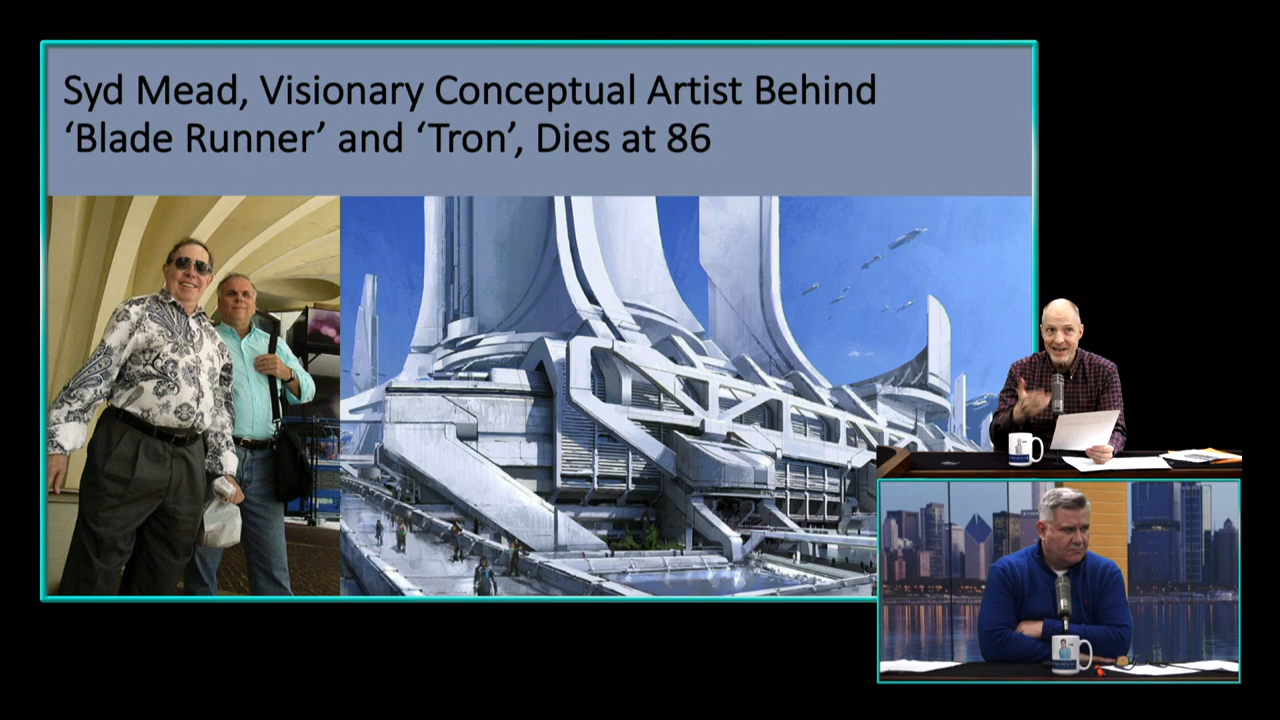 Syd Mead, Visionary Conceptual Artist Behind
‘Blade Runner’ and ‘Tron’, Dies at 86